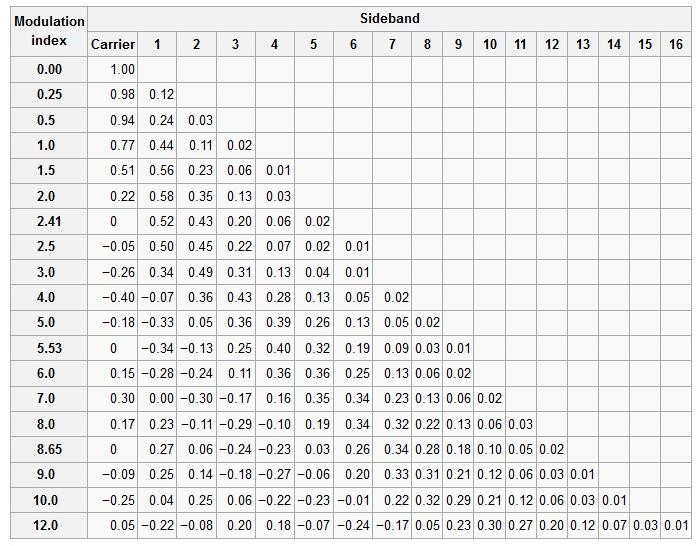 Modulation index Sideband
Carrier 1 2 3 4 5 6 7 8 9 10 11 12 13 14 15 16
0.00 1.00
0.25 0.98 0.12
0.5 0.94 0.24 0.03
1.0 0.77 0.44 0.11 0.02
1.5 0.51 0.56 0.23 0.06 0.01
2.0 0.22 0.58 0.35 0.13 0.03
2.41 0 0.52 0.43 0.20 0.06 0.02
2.5 −0.05 0.50 0.45 0.22 0.07 0.02 0.01
3.0 −0.26 0.34 0.49 0.31 0.13 0.04 0.01
4.0 −0.40 −0.07 0.36 0.43 0.28 0.13 0.05 0.02
5.0 −0.18 −0.33 0.05 0.36 0.39 0.26 0.13 0.05 0.02
5.53 0 −0.34 −0.13 0.25 0.40 0.32 0.19 0.09 0.03 0.01
6.0 0.15 −0.28 −0.24 0.11 0.36 0.36 0.25 0.13 0.06 0.02
7.0 0.30 0.00 −0.30 −0.17 0.16 0.35 0.34 0.23 0.13 0.06 0.02
8.0 0.17 0.23 −0.11 −0.29 −0.10 0.19 0.34 0.32 0.22 0.13 0.06 0.03
8.65 0 0.27 0.06 −0.24 −0.23 0.03 0.26 0.34 0.28 0.18 0.10 0.05 0.02
9.0 −0.09 0.25 0.14 −0.18 −0.27 −0.06 0.20 0.33 0.31 0.21 0.12 0.06 0.03 0.01
10.0 −0.25 0.04 0.25 0.06 −0.22 −0.23 −0.01 0.22 0.32 0.29 0.21 0.12 0.06 0.03 0.01
12.0 0.05 −0.22 −0.08 0.20 0.18 −0.07 −0.24 −0.17 0.05 0.23 0.30 0.27 0.20 0.12 0.07 0.03 0.01